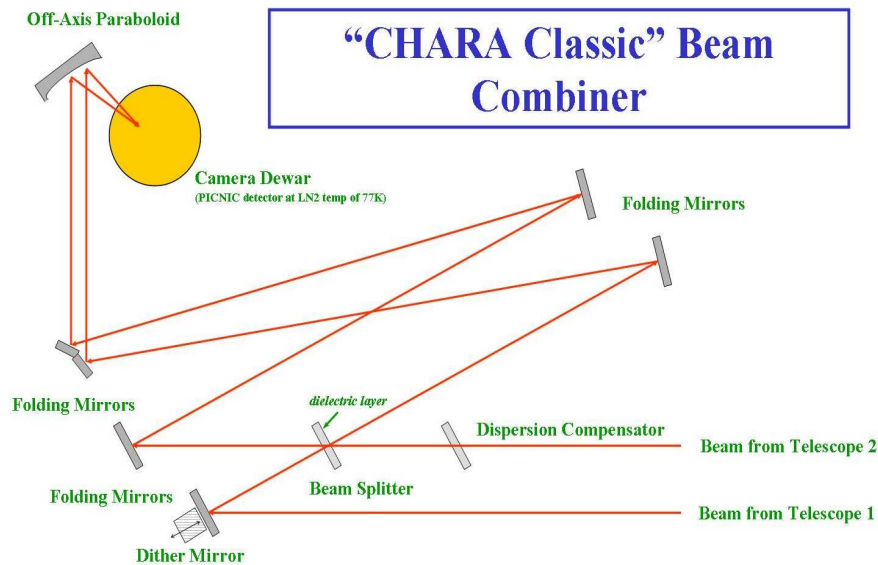 Off-Axis Paraboloid
“CHARA Classic” Beam
Combiner
Camera Dewar
(PICNIC detector at LN2 temp of 77K)
Folding Mirrors
Folding Mirrors
dielectric layer
Dispersion Compensator
Beam from Telescope 2
Beam Splitter
Folding Mirrors
Beam from Telescope 1
Dither Mirror